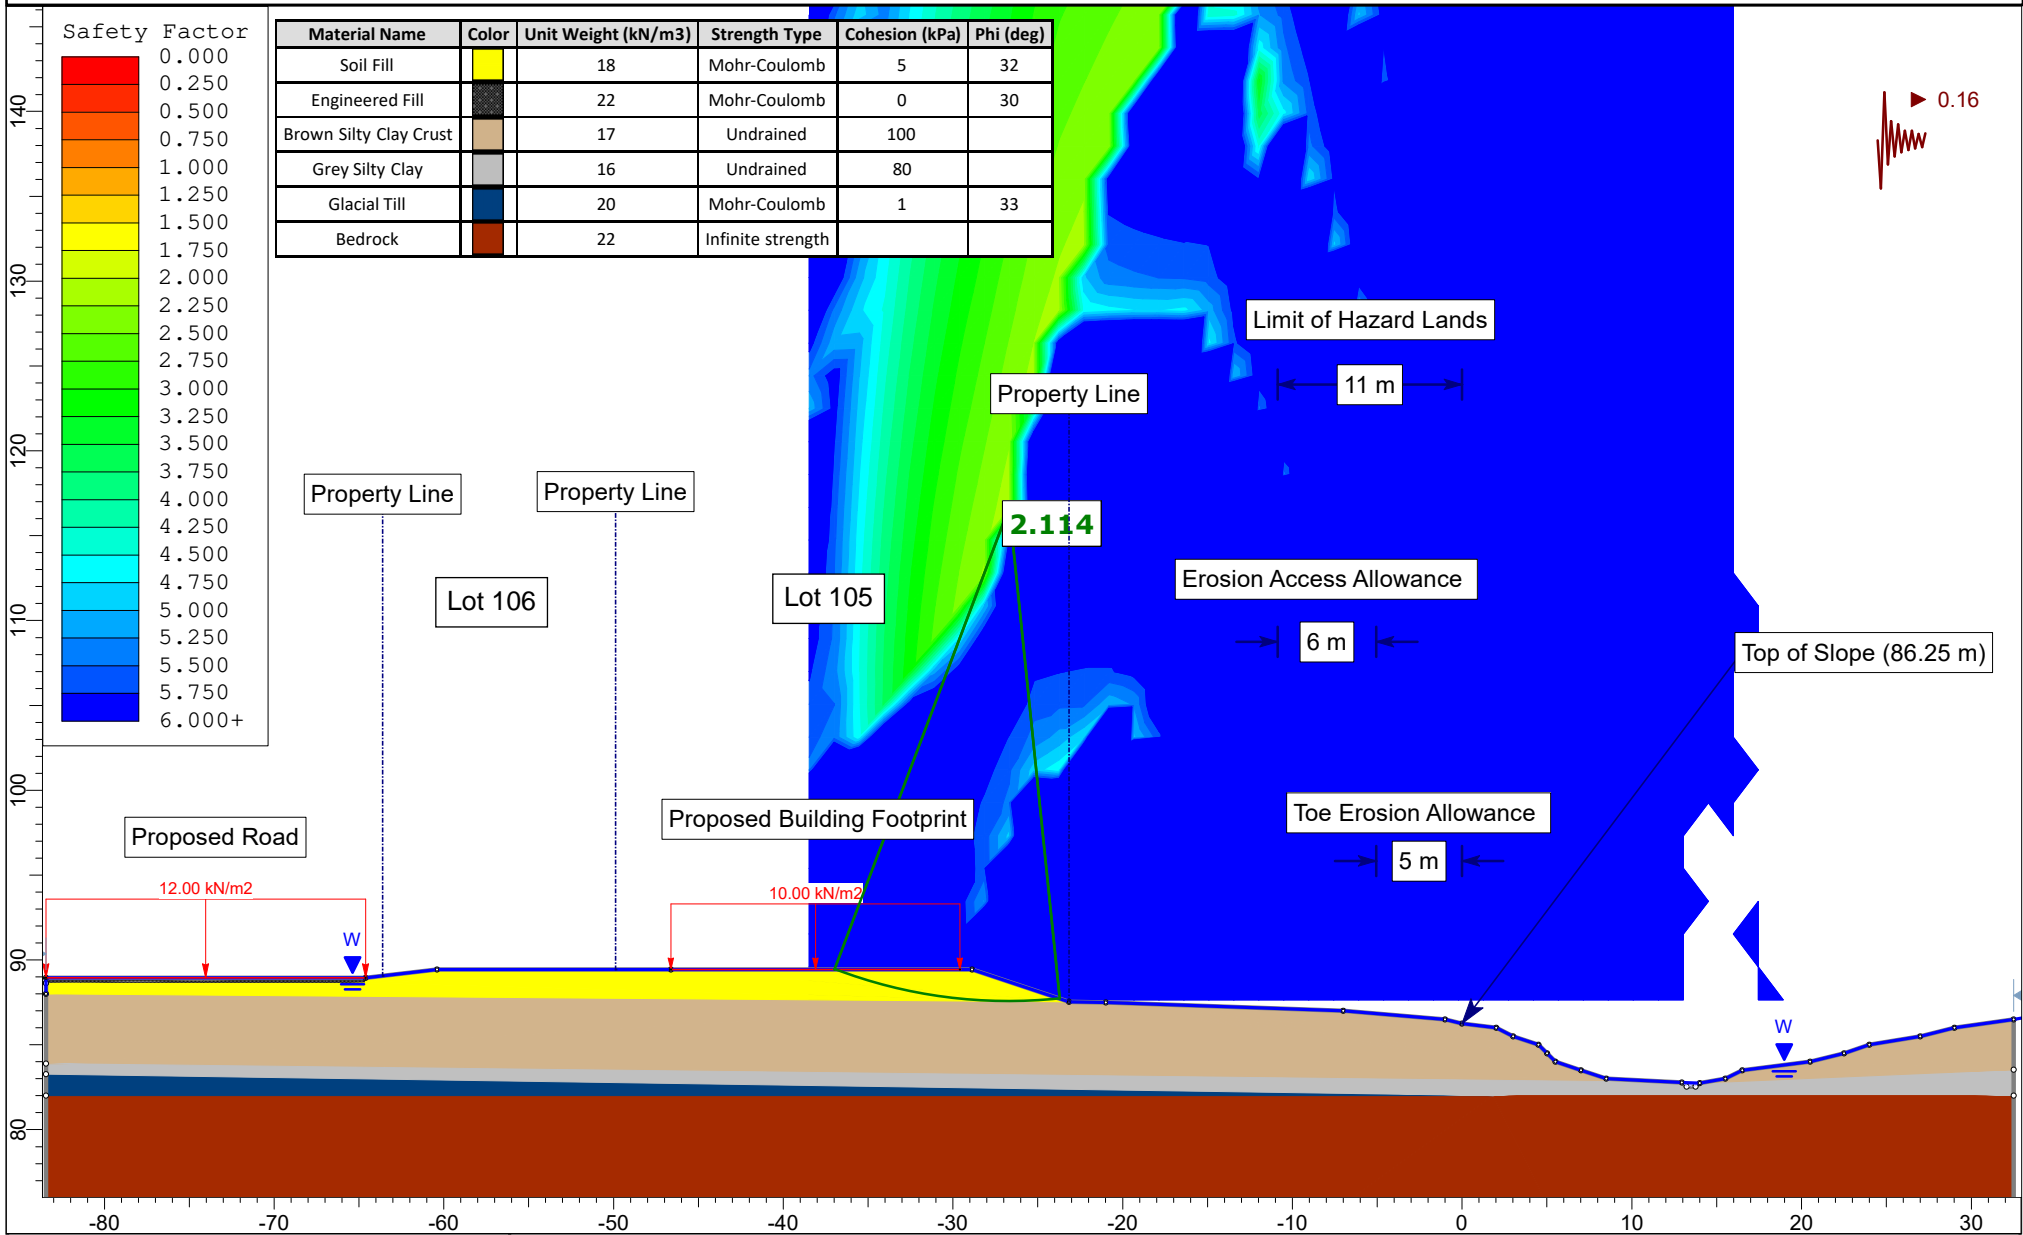 Safety Factor
0.000
0.250
0.500
0.750
1.000
1.250
1.500
1.750
2.000
2.250
2.500
2.750
3.000
3.250
3.500
3.750
4.000
4.250
4.500
4.750
5.000
5.250
5.500
5.750
6.000+
Material Name Color Unit Weight (kN/m3) Strength Type Cohesion (kPa) Phi (deg)
Soil Fill 18 Mohr-Coulomb 5 32
Engineered Fill 22 Mohr-Coulomb 0 30
Brown Silty Clay Crust 17 Undrained 100
Grey Silty Clay 16 Undrained 80
Glacial Till 20 Mohr-Coulomb 1 33
Bedrock 22 Infinite strength
0.16
Limit of Hazard Lands
11 m
Property Line
Property Line
Property Line
2.114
Erosion Access Allowance
Lot 106
Lot 105
6 m
Top of Slope (86.25 m)
Proposed Road
Proposed Building Footprint
Toe Erosion Allowance
5 m
12.00 kN/m2
10.00 kN/m2
W
W
140
130
120
110
100
90
80
-80 -70 -60 -50 -40 -30 -20 -10 0 10 20 30